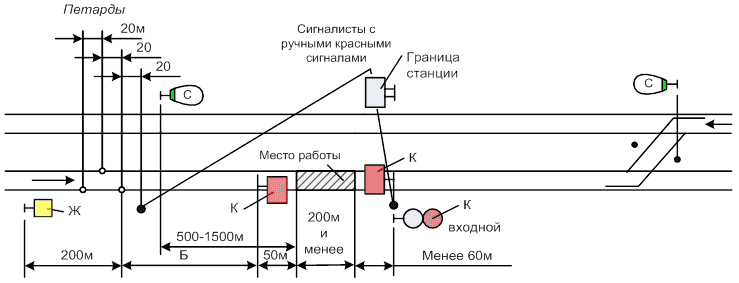 Петарды
20м
20
20
Сигналисты с
ручными красными
сигналами
Граница
станции
С
С
Место работы
К
Ж
К
К
входной
500-1500м
200м
и
менее
200м
Б
50м
Менее 60м